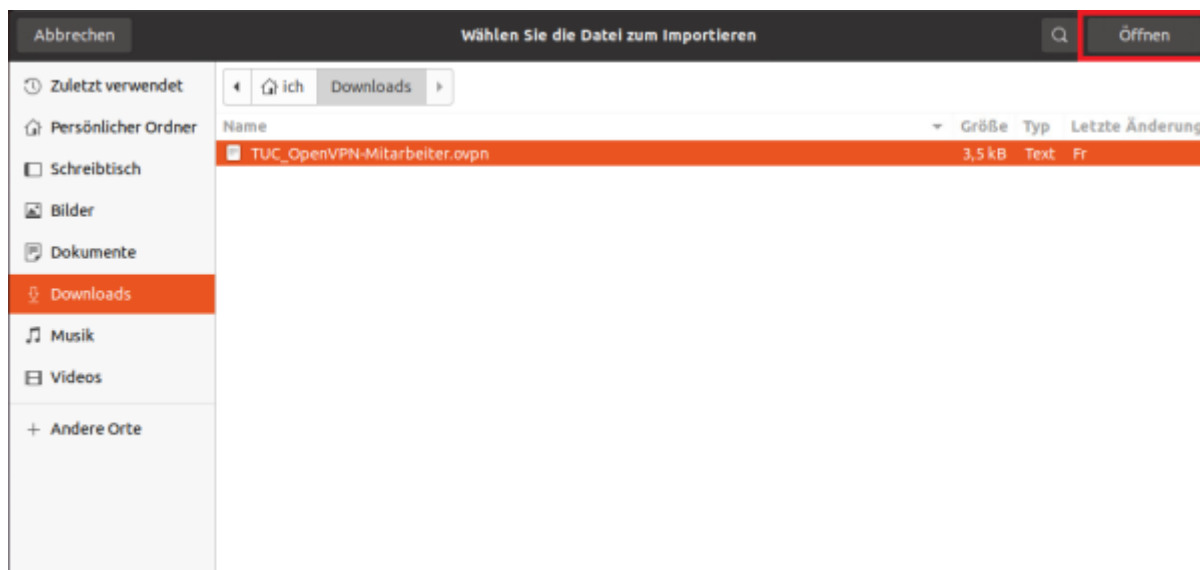 Abbrechen Wählen Sie die Datei zum Importieren Öffnen
Zuletzt verwendet
Persönlicher Ordner
Schreibtisch
Bilder
Dokumente
Downloads
Musik
Videos
Andere Orte
ich Downloads
Name Größe Typ Letzte Änderung
TUC_OpenVPN-Mitarbeiter.ovpn 3,5 kB Text Fr